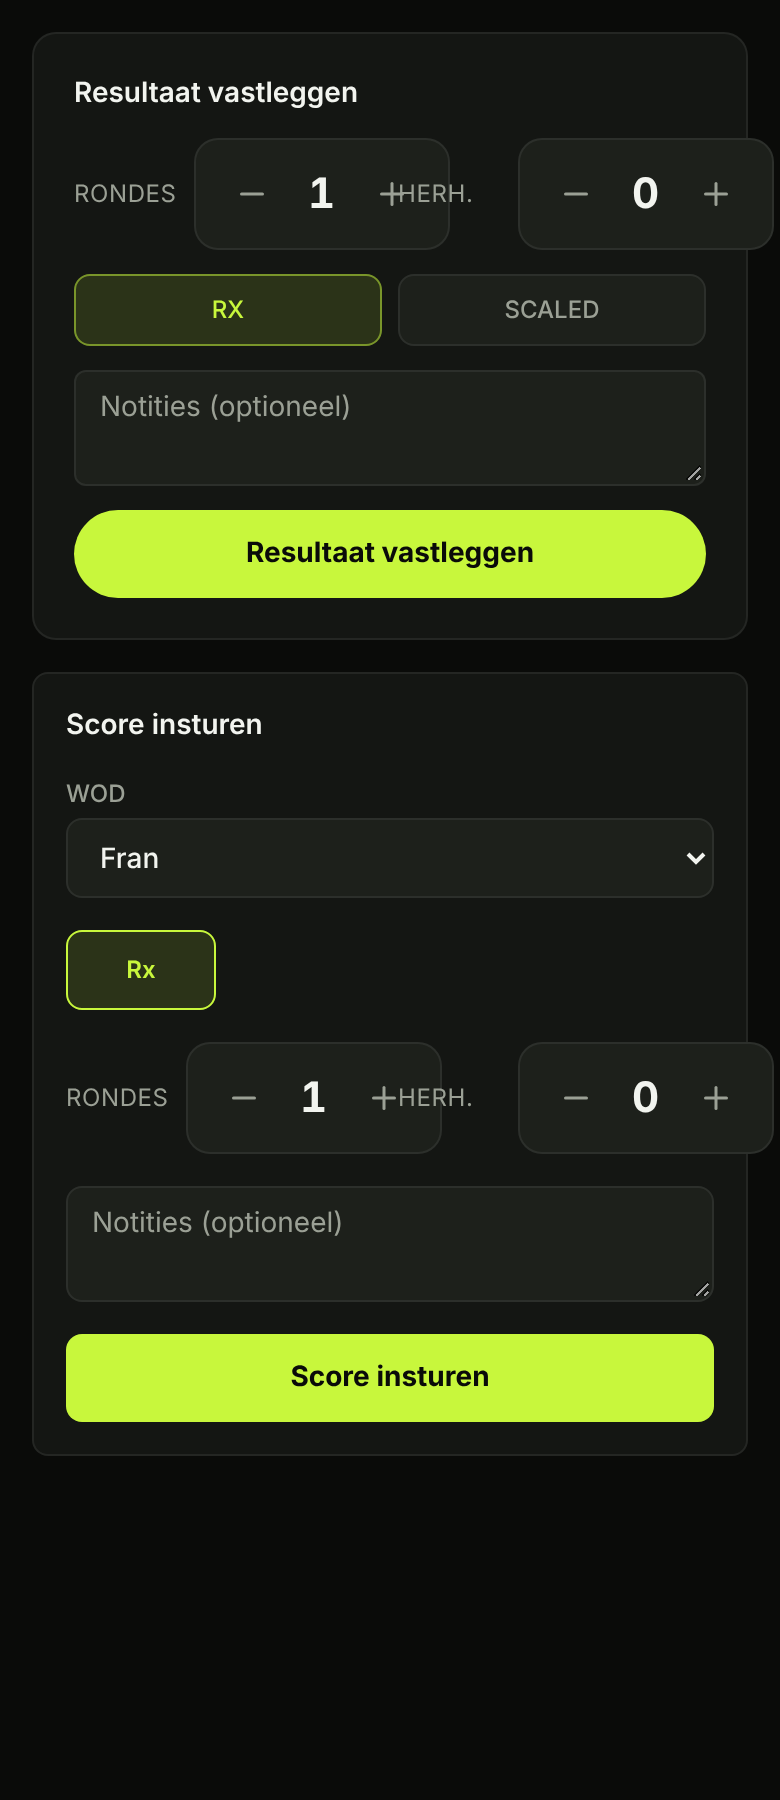 Resultaat vastleggen
RONDES − 1 + HERH. − 0 +
RX SCALED
Notities (optioneel)
Resultaat vastleggen
Score insturen
WOD
Fran
Rx
RONDES − 1 + HERH. − 0 +
Notities (optioneel)
Score insturen